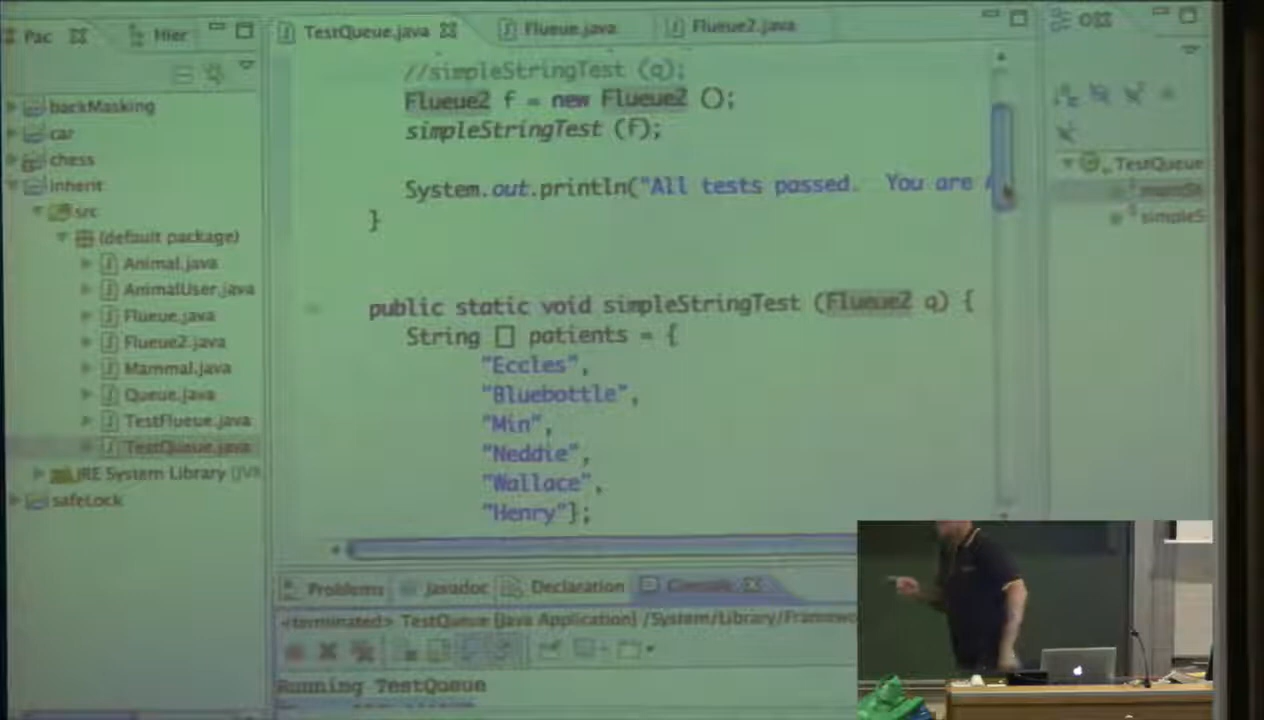 Pac
Hier
TestQueue.java
Flueue.java
Flueue2.java
backMasking
car
chess
inherit
src
(default package)
Animal.java
AnimalUser.java
Flueue.java
Flueue2.java
Mammal.java
Queue.java
TestFlueue.java
TestQueue.java
JRE System Library
safeLock
//simpleStringTest (q);
Flueue2 f = new Flueue2 ();
simpleStringTest (f);
System.out.println("All tests passed. You are
}
public static void simpleStringTest (Flueue2 q) {
String [] patients = {
"Eccles",
"Bluebottle",
"Min",
"Neddie",
"Wallace",
"Henry"};
TestQueue
Problems
Javadoc
Declaration
Console
<terminated> TestQueue [Java Application] /System/Library/Framewo
Running TestQueue